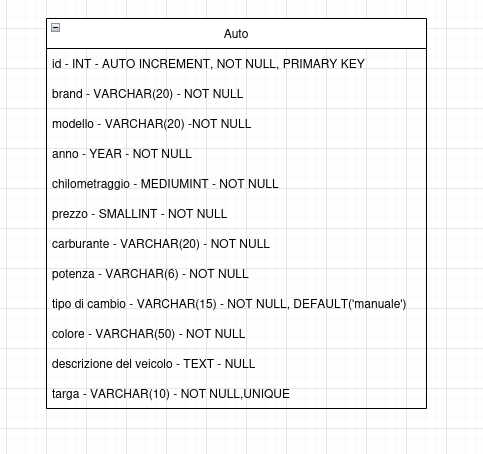 Auto
id - INT - AUTO INCREMENT, NOT NULL, PRIMARY KEY
brand - VARCHAR(20) - NOT NULL
modello - VARCHAR(20) -NOT NULL
anno - YEAR - NOT NULL
chilometraggio - MEDIUMINT - NOT NULL
prezzo - SMALLINT - NOT NULL
carburante - VARCHAR(20) - NOT NULL
potenza - VARCHAR(6) - NOT NULL
tipo di cambio - VARCHAR(15) - NOT NULL, DEFAULT('manuale')
colore - VARCHAR(50) - NOT NULL
descrizione del veicolo - TEXT - NULL
targa - VARCHAR(10) - NOT NULL,UNIQUE